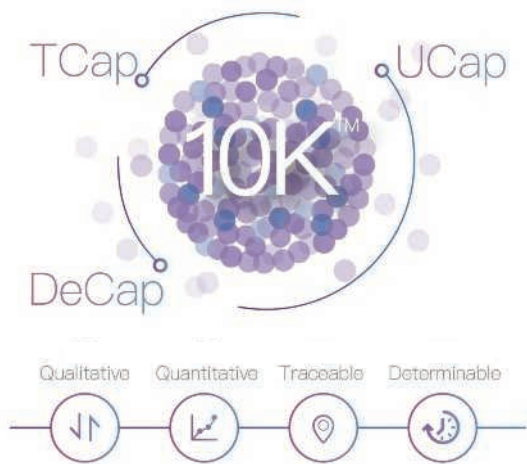 TCap
UCap
10K™
DeCap
Qualitative Quantitative Traceable Determinable